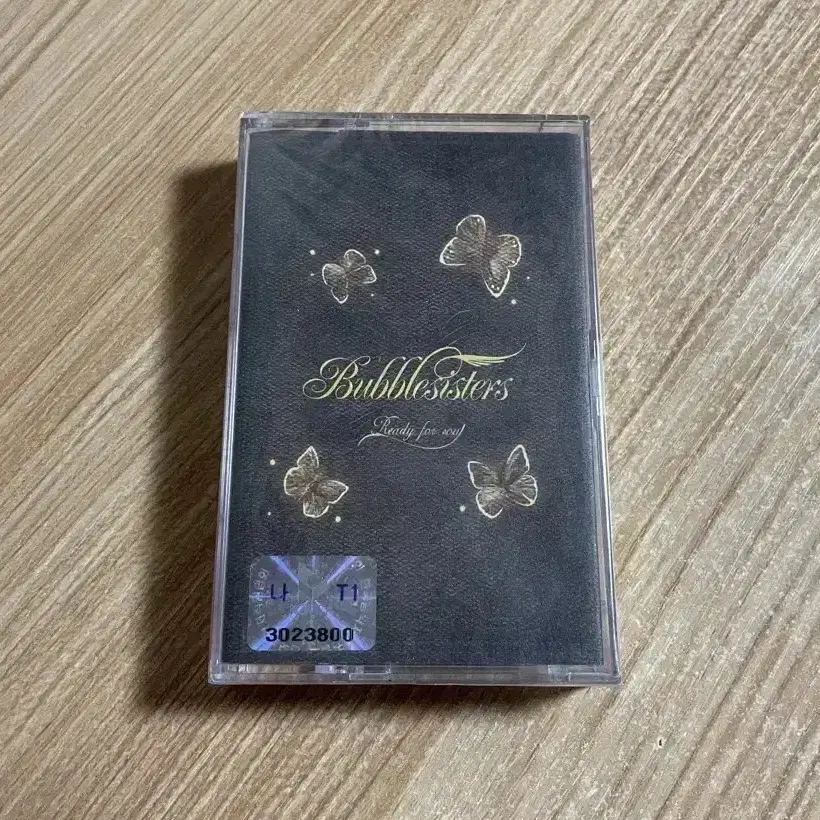 Bubblesisters
Ready for soul
나 T1
3023800